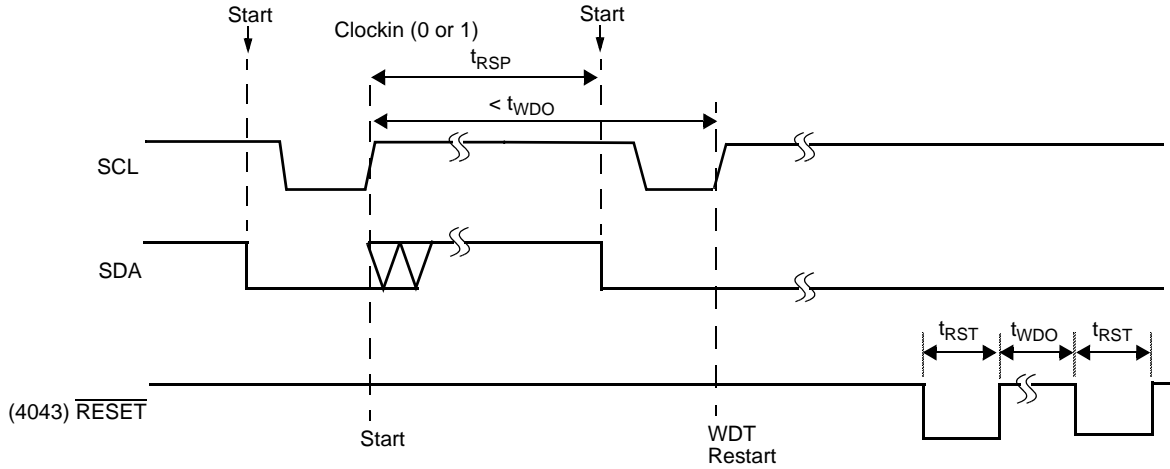 Start
Start
Clockin (0 or 1)
tRSP
< tWDO
SCL
SDA
tRST
tWDO
tRST
(4043) RESET
Start
WDT
Restart